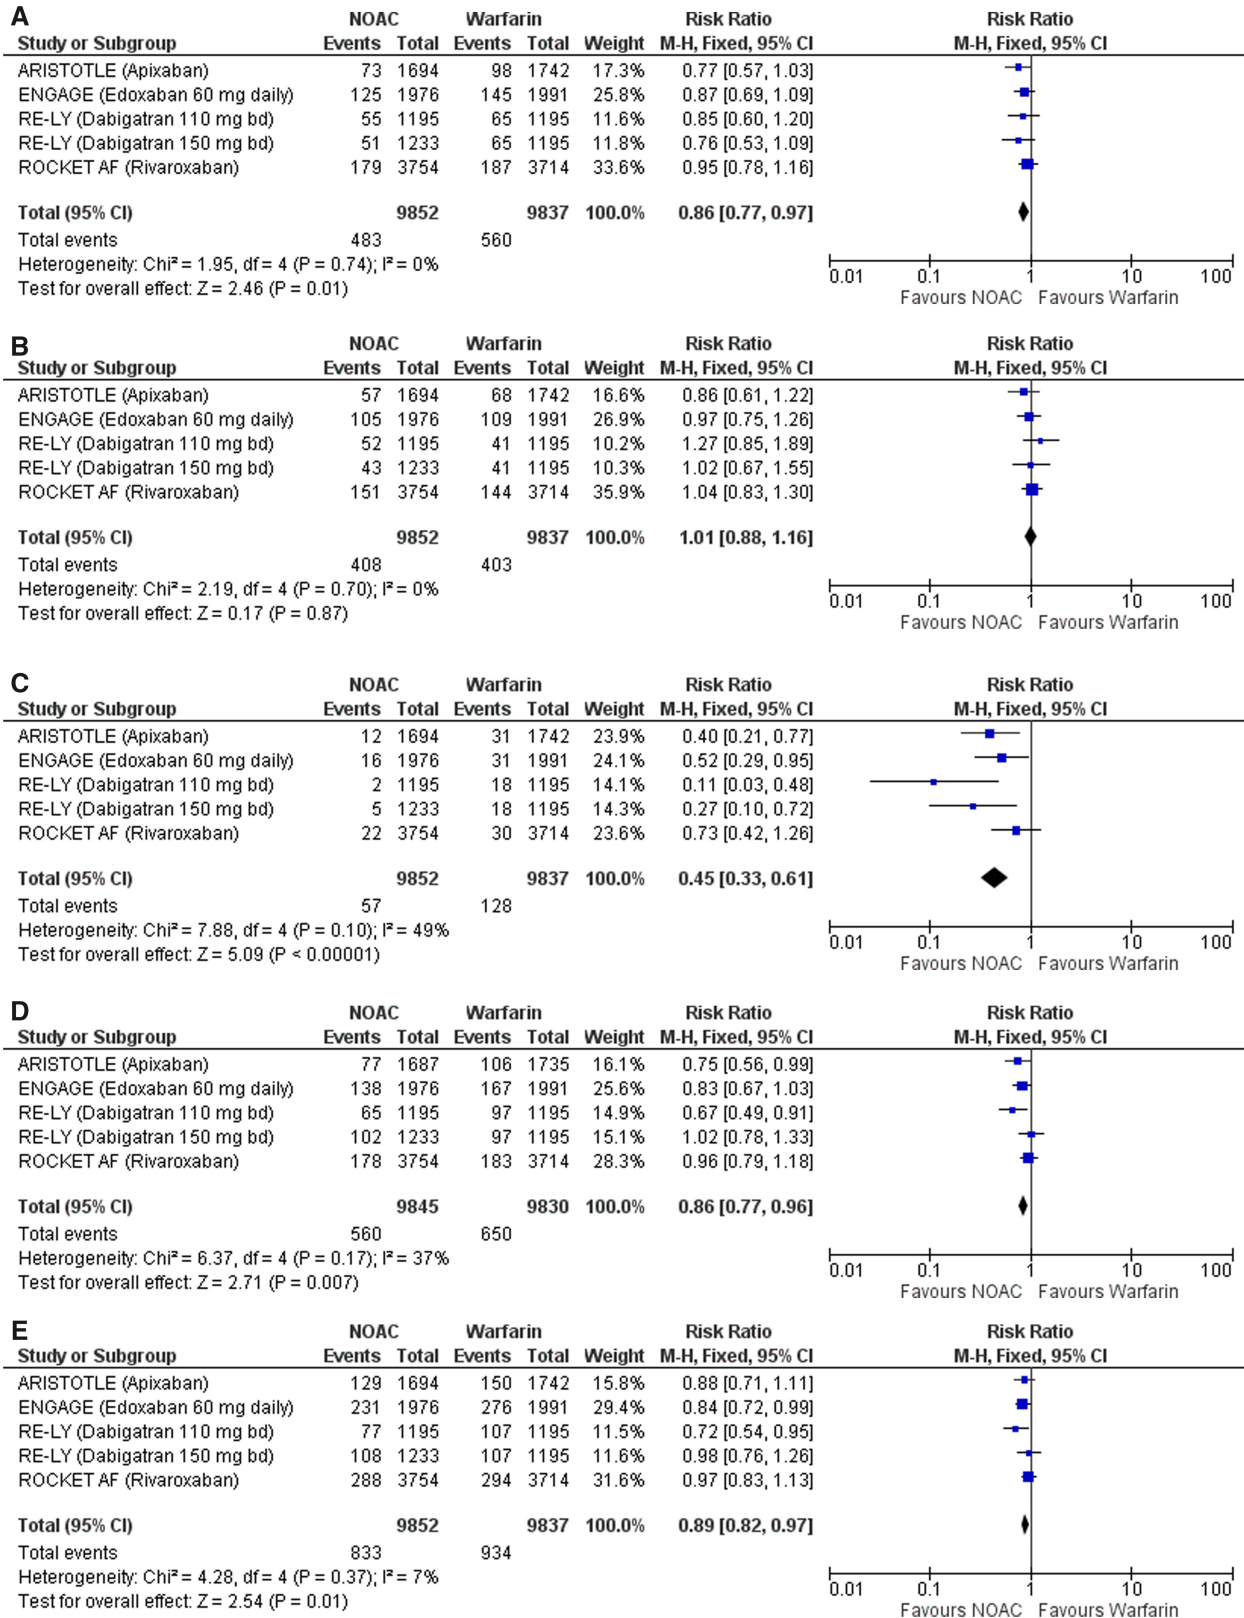 A
NOAC Warfarin Risk Ratio Risk Ratio
Study or Subgroup Events Total Events Total Weight M-H, Fixed, 95% CI M-H, Fixed, 95% CI
ARISTOTLE (Apixaban) 73 1694 98 1742 17.3% 0.77 [0.57, 1.03]
ENGAGE (Edoxaban 60 mg daily) 125 1976 145 1991 25.8% 0.87 [0.69, 1.09]
RE-LY (Dabigatran 110 mg bd) 55 1195 65 1195 11.6% 0.85 [0.60, 1.20]
RE-LY (Dabigatran 150 mg bd) 51 1233 65 1195 11.8% 0.76 [0.53, 1.09]
ROCKET AF (Rivaroxaban) 179 3754 187 3714 33.6% 0.95 [0.78, 1.16]
Total (95% CI) 9852 9837 100.0% 0.86 [0.77, 0.97]
Total events 483 560
Heterogeneity: Chi² = 1.95, df = 4 (P = 0.74); I² = 0%
Test for overall effect: Z = 2.46 (P = 0.01)
0.01 0.1 1 10 100
Favours NOAC Favours Warfarin
B
NOAC Warfarin Risk Ratio Risk Ratio
Study or Subgroup Events Total Events Total Weight M-H, Fixed, 95% CI M-H, Fixed, 95% CI
ARISTOTLE (Apixaban) 57 1694 68 1742 16.6% 0.86 [0.61, 1.22]
ENGAGE (Edoxaban 60 mg daily) 105 1976 109 1991 26.9% 0.97 [0.75, 1.26]
RE-LY (Dabigatran 110 mg bd) 52 1195 41 1195 10.2% 1.27 [0.85, 1.89]
RE-LY (Dabigatran 150 mg bd) 43 1233 41 1195 10.3% 1.02 [0.67, 1.55]
ROCKET AF (Rivaroxaban) 151 3754 144 3714 35.9% 1.04 [0.83, 1.30]
Total (95% CI) 9852 9837 100.0% 1.01 [0.88, 1.16]
Total events 408 403
Heterogeneity: Chi² = 2.19, df = 4 (P = 0.70); I² = 0%
Test for overall effect: Z = 0.17 (P = 0.87)
0.01 0.1 1 10 100
Favours NOAC Favours Warfarin
C
NOAC Warfarin Risk Ratio Risk Ratio
Study or Subgroup Events Total Events Total Weight M-H, Fixed, 95% CI M-H, Fixed, 95% CI
ARISTOTLE (Apixaban) 12 1694 31 1742 23.9% 0.40 [0.21, 0.77]
ENGAGE (Edoxaban 60 mg daily) 16 1976 31 1991 24.1% 0.52 [0.29, 0.95]
RE-LY (Dabigatran 110 mg bd) 2 1195 18 1195 14.1% 0.11 [0.03, 0.48]
RE-LY (Dabigatran 150 mg bd) 5 1233 18 1195 14.3% 0.27 [0.10, 0.72]
ROCKET AF (Rivaroxaban) 22 3754 30 3714 23.6% 0.73 [0.42, 1.26]
Total (95% CI) 9852 9837 100.0% 0.45 [0.33, 0.61]
Total events 57 128
Heterogeneity: Chi² = 7.88, df = 4 (P = 0.10); I² = 49%
Test for overall effect: Z = 5.09 (P < 0.00001)
0.01 0.1 1 10 100
Favours NOAC Favours Warfarin
D
NOAC Warfarin Risk Ratio Risk Ratio
Study or Subgroup Events Total Events Total Weight M-H, Fixed, 95% CI M-H, Fixed, 95% CI
ARISTOTLE (Apixaban) 77 1687 106 1735 16.1% 0.75 [0.56, 0.99]
ENGAGE (Edoxaban 60 mg daily) 138 1976 167 1991 25.6% 0.83 [0.67, 1.03]
RE-LY (Dabigatran 110 mg bd) 65 1195 97 1195 14.9% 0.67 [0.49, 0.91]
RE-LY (Dabigatran 150 mg bd) 102 1233 97 1195 15.1% 1.02 [0.78, 1.33]
ROCKET AF (Rivaroxaban) 178 3754 183 3714 28.3% 0.96 [0.79, 1.18]
Total (95% CI) 9845 9830 100.0% 0.86 [0.77, 0.96]
Total events 560 650
Heterogeneity: Chi² = 6.37, df = 4 (P = 0.17); I² = 37%
Test for overall effect: Z = 2.71 (P = 0.007)
0.01 0.1 1 10 100
Favours NOAC Favours Warfarin
E
NOAC Warfarin Risk Ratio Risk Ratio
Study or Subgroup Events Total Events Total Weight M-H, Fixed, 95% CI M-H, Fixed, 95% CI
ARISTOTLE (Apixaban) 129 1694 150 1742 15.8% 0.88 [0.71, 1.11]
ENGAGE (Edoxaban 60 mg daily) 231 1976 276 1991 29.4% 0.84 [0.72, 0.99]
RE-LY (Dabigatran 110 mg bd) 77 1195 107 1195 11.5% 0.72 [0.54, 0.95]
RE-LY (Dabigatran 150 mg bd) 108 1233 107 1195 11.6% 0.98 [0.76, 1.26]
ROCKET AF (Rivaroxaban) 288 3754 294 3714 31.6% 0.97 [0.83, 1.13]
Total (95% CI) 9852 9837 100.0% 0.89 [0.82, 0.97]
Total events 833 934
Heterogeneity: Chi² = 4.28, df = 4 (P = 0.37); I² = 7%
Test for overall effect: Z = 2.54 (P = 0.01)
0.01 0.1 1 10 100
Favours NOAC Favours Warfarin